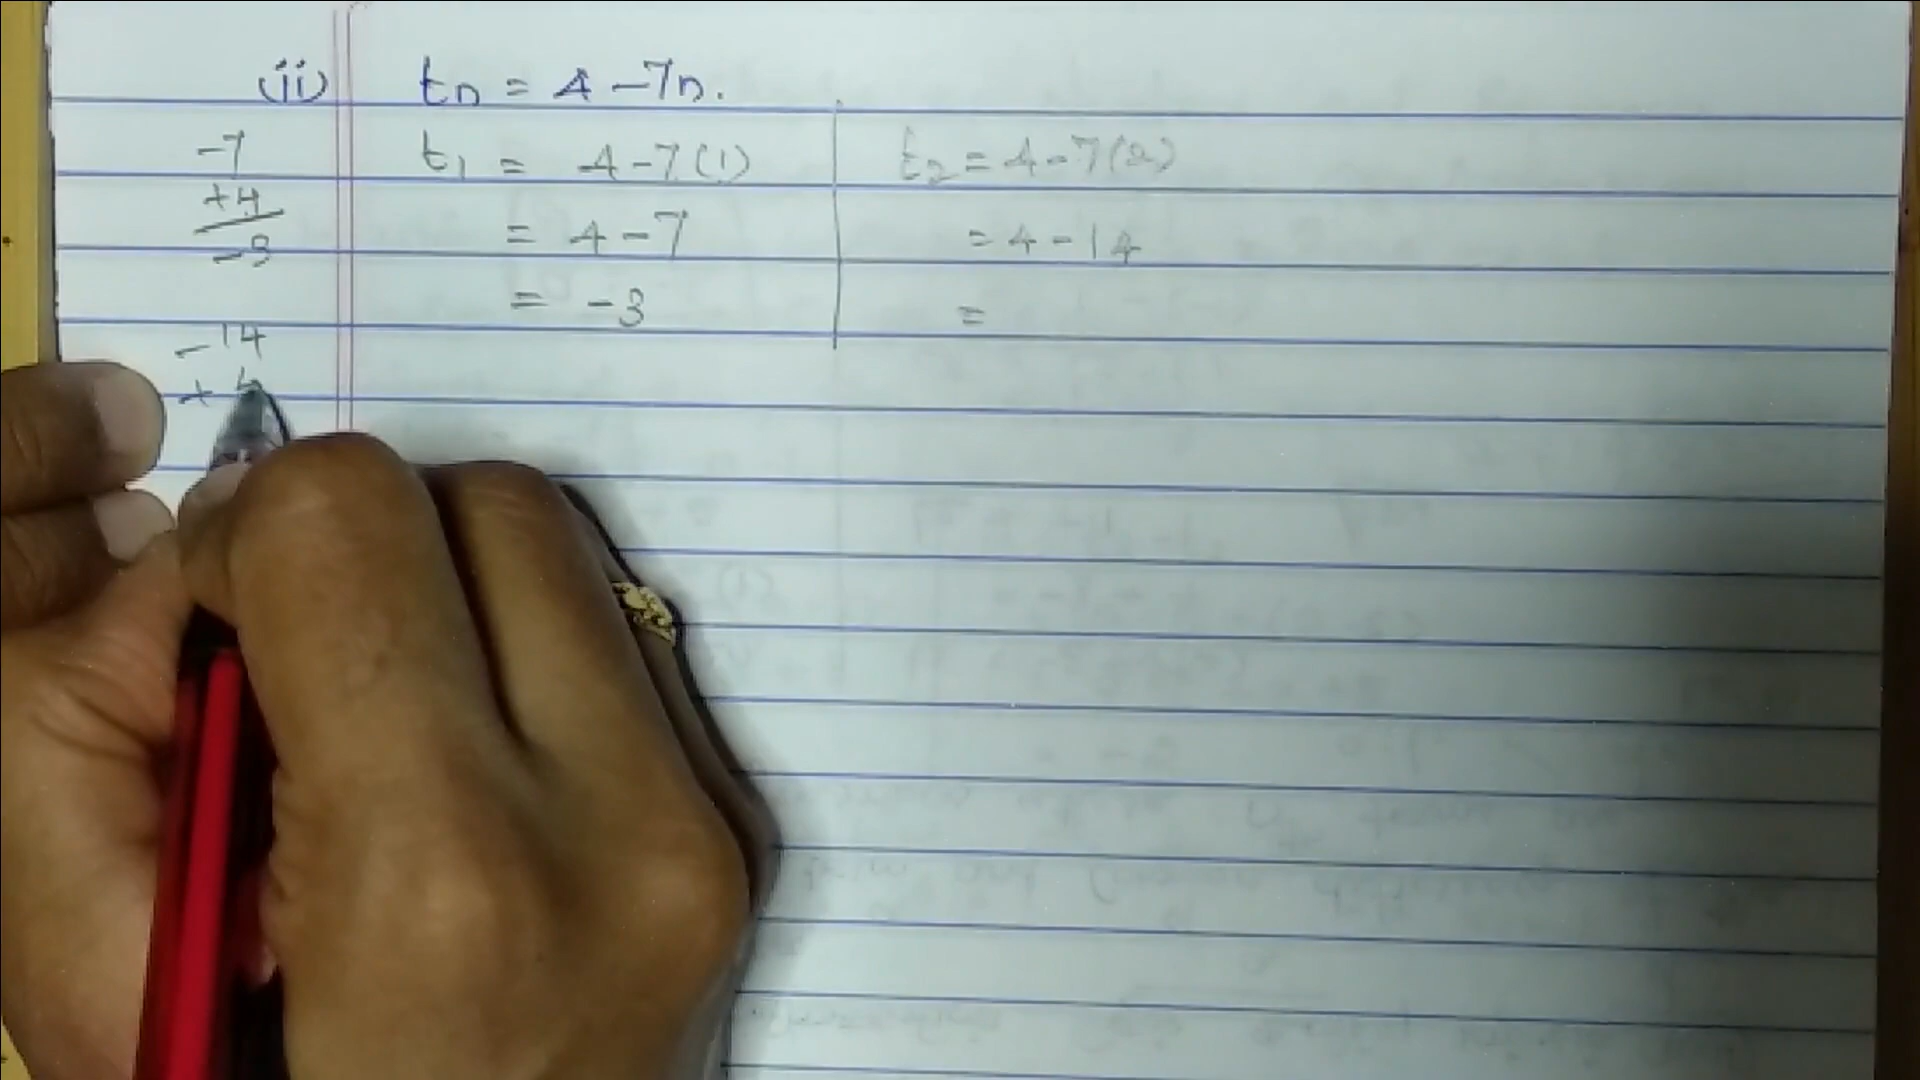 (ii) tn = 4 - 7n.
t1 = 4 - 7(1)
= 4 - 7
= -3
t2 = 4 - 7(2)
= 4 - 14
=
-7
+4
-3
-14
+ 4